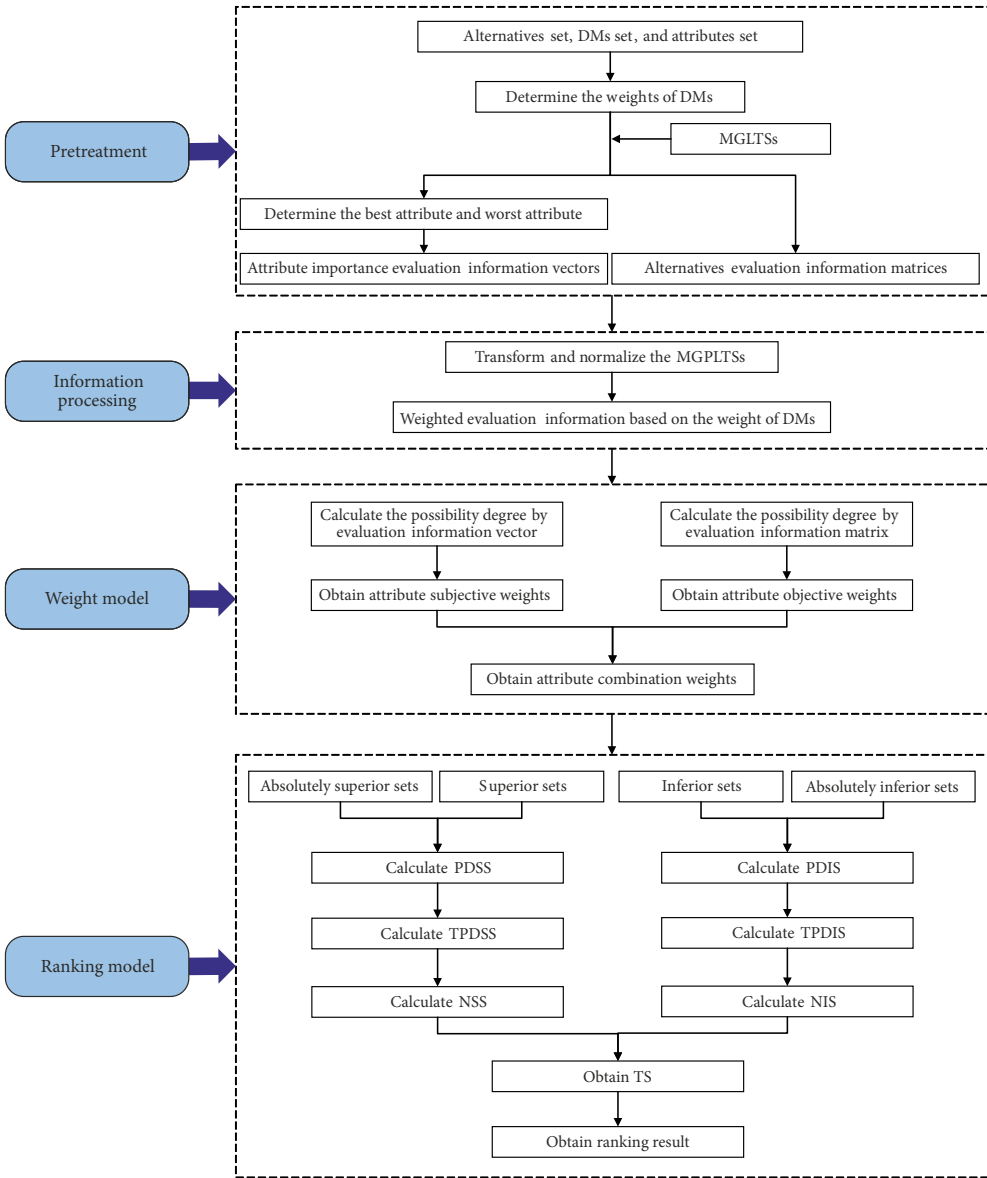 Alternatives set, DMs set, and attributes set
Determine the weights of DMs
Pretreatment
MGLTSs
Determine the best attribute and worst attribute
Attribute importance evaluation information vectors
Alternatives evaluation information matrices
Information
processing
Transform and normalize the MGPLTSs
Weighted evaluation information based on the weight of DMs
Weight model
Calculate the possibility degree by
evaluation information vector
Calculate the possibility degree by
evaluation information matrix
Obtain attribute subjective weights
Obtain attribute objective weights
Obtain attribute combination weights
Ranking model
Absolutely superior sets
Superior sets
Inferior sets
Absolutely inferior sets
Calculate PDSS
Calculate PDIS
Calculate TPDSS
Calculate TPDIS
Calculate NSS
Calculate NIS
Obtain TS
Obtain ranking result